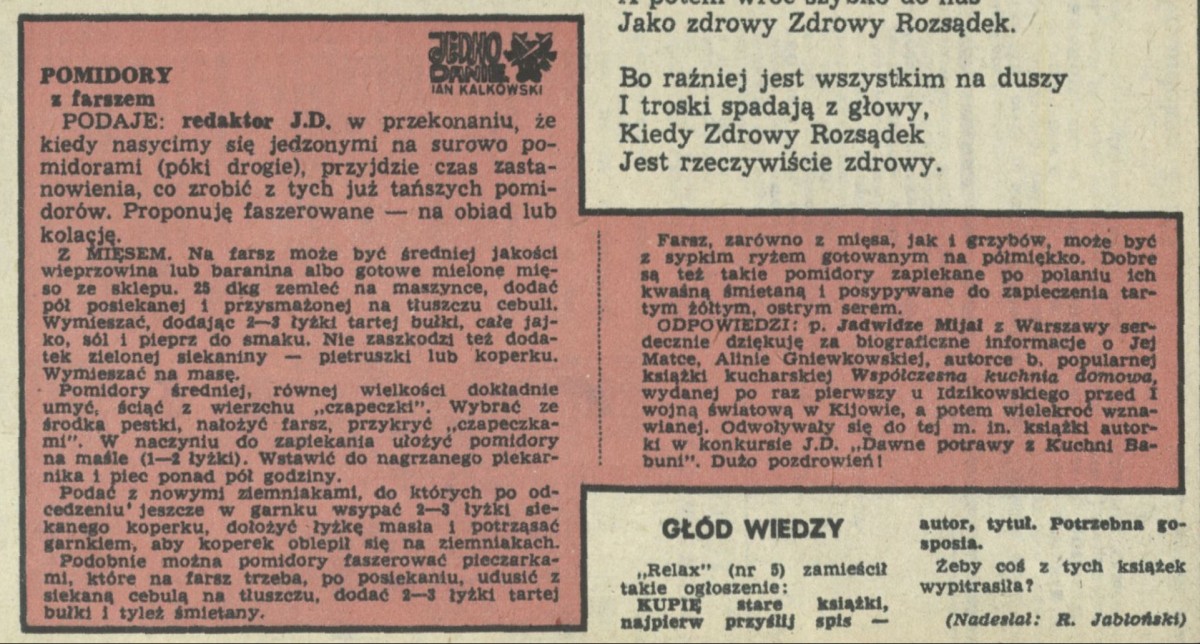 POMIDORY
z farszem
JEDNO
DANIE
JAN KALKOWSKI
PODAJE: redaktor J.D. w przekonaniu, że
kiedy nasycimy się jedzonymi na surowo po-
midorami (póki drogie), przyjdzie czas zasta-
nowienia, co zrobić z tych już tańszych pomi-
dorów. Proponuję faszerowane — na obiad lub
kolację.
Z MIĘSEM. Na farsz może być średniej jakości
wieprzowina lub baranina albo gotowe mielone mię-
so ze sklepu. 25 dkg zemleć na maszynce, dodać
pół posiekanej i przysmażonej na tłuszczu cebuli.
Wymieszać, dodając 2—3 łyżki tartej bułki, całe jaj-
ko, sól i pieprz do smaku. Nie zaszkodzi też doda-
tek zielonej siekaniny — pietruszki lub koperku.
Wymieszać na masę.
Pomidory średniej, równej wielkości dokładnie
umyć, ściąć z wierzchu „czapeczki". Wybrać ze
środka pestki, nałożyć farsz, przykryć „czapeczka-
mi". W naczyniu do zapiekania ułożyć pomidory
na maśle (1—2 łyżki). Wstawić do nagrzanego piekar-
nika i piec ponad pół godziny.
Podać z nowymi ziemniakami, do których po od-
cedzeniu jeszcze w garnku wsypać 2—3 łyżki sie-
kanego koperku, dołożyć łyżkę masła i potrząsać
garnkiem, aby koperek oblepił się na ziemniakach.
Podobnie można pomidory faszerować pieczarka-
mi, które na farsz trzeba, po posiekaniu, udusić z
siekaną cebulą na tłuszczu, dodać 2—3 łyżki tartej
bułki i tyleż śmietany.
Farsz, zarówno z mięsa, jak i grzybów, może być
z sypkim ryżem gotowanym na półmiękko. Dobre
są też takie pomidory zapiekane po polaniu ich
kwaśną śmietaną i posypywane do zapieczenia tar-
tym żółtym, ostrym serem.
ODPOWIEDZI: p. Jadwidze Mijal z Warszawy ser-
decznie dziękuję za biograficzne informacje o Jej
Matce, Alinie Gniewkowskiej, autorce b. popularnej
książki kucharskiej Współczesna kuchnia domowa,
wydanej po raz pierwszy u Idzikowskiego przed I
wojną światową w Kijowie, a potem wielekroć wzna-
wianej. Odwoływały się do tej m. in. książki autor-
ki w konkursie J.D. „Dawne potrawy z Kuchni Ba-
buni". Dużo pozdrowień!
A potem wróć szybko do nas
Jako zdrowy Zdrowy Rozsądek.
Bo raźniej jest wszystkim na duszy
I troski spadają z głowy,
Kiedy Zdrowy Rozsądek
Jest rzeczywiście zdrowy.
GŁÓD WIEDZY
„Relax" (nr 5) zamieścił
takie ogłoszenie:
KUPIĘ stare książki,
najpierw przyślij spis —
autor, tytuł. Potrzebna go-
sposia.
Żeby coś z tych książek
wypitrasiła?
(Nadesłał: R. Jabłoński)